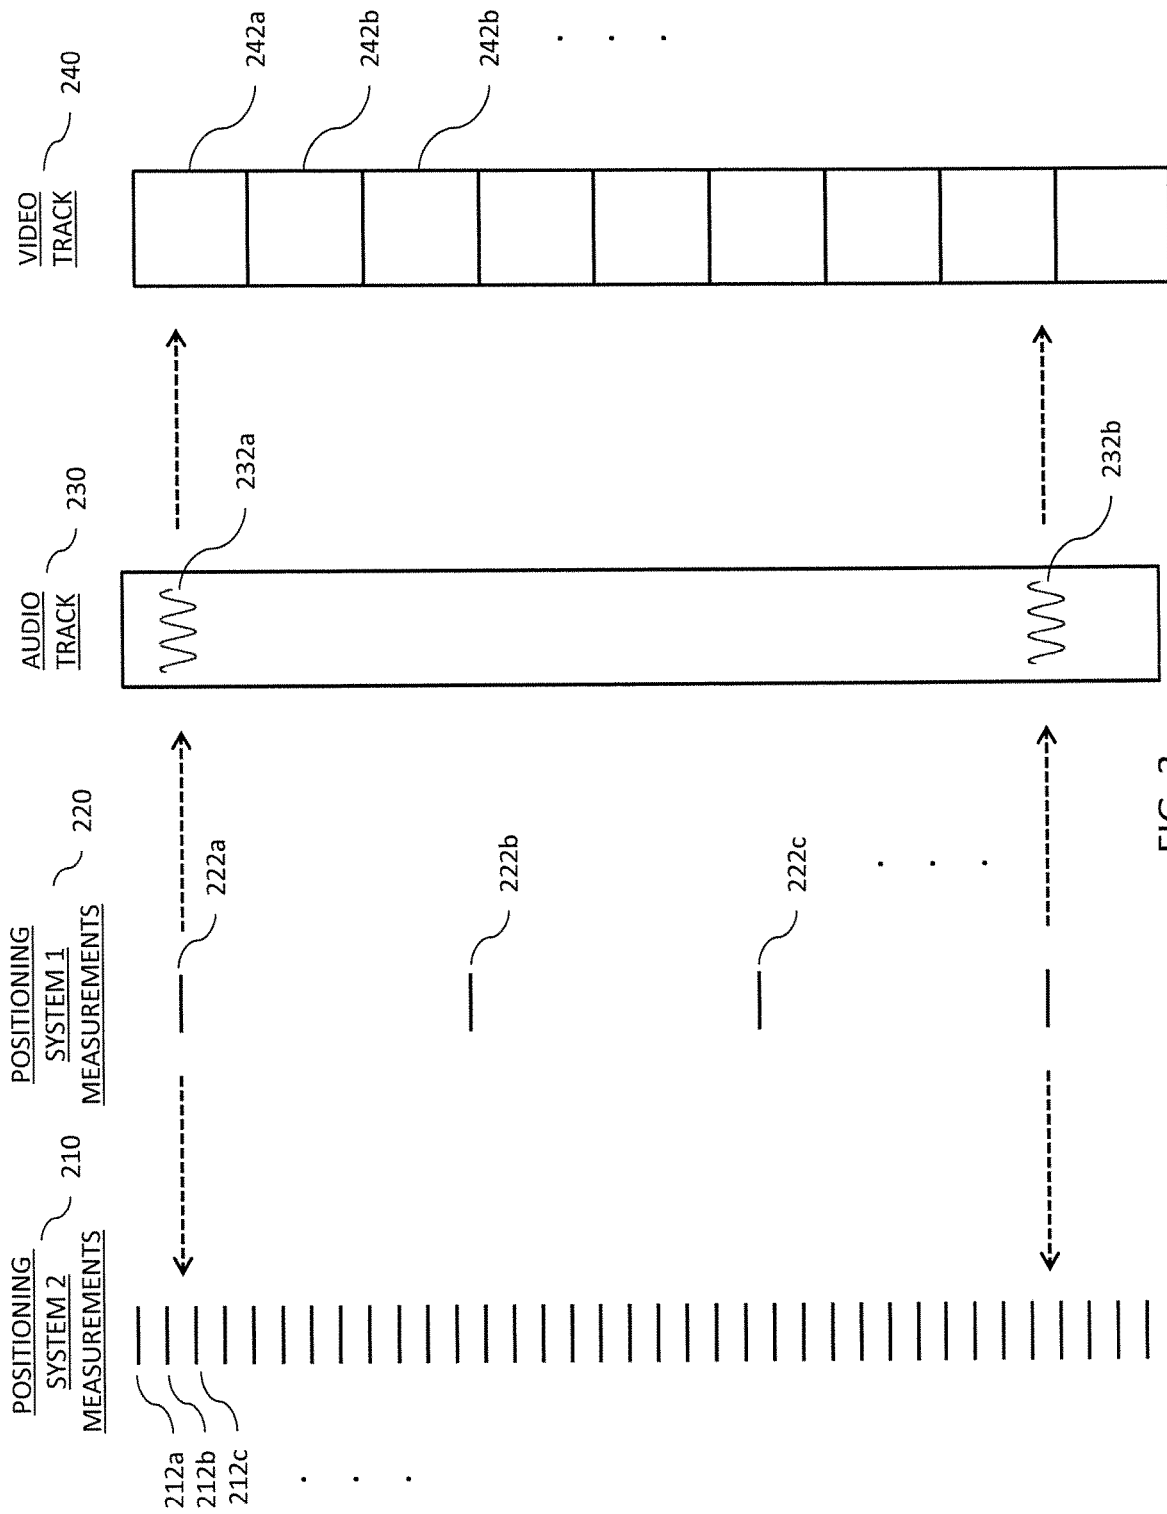 VIDEO
TRACK
240
242a
242b
242b
AUDIO
TRACK
230
232a
232b
POSITIONING
SYSTEM 1
MEASUREMENTS
220
222a
222b
222c
POSITIONING
SYSTEM 2
MEASUREMENTS
210
212a
212b
212c
FIG.